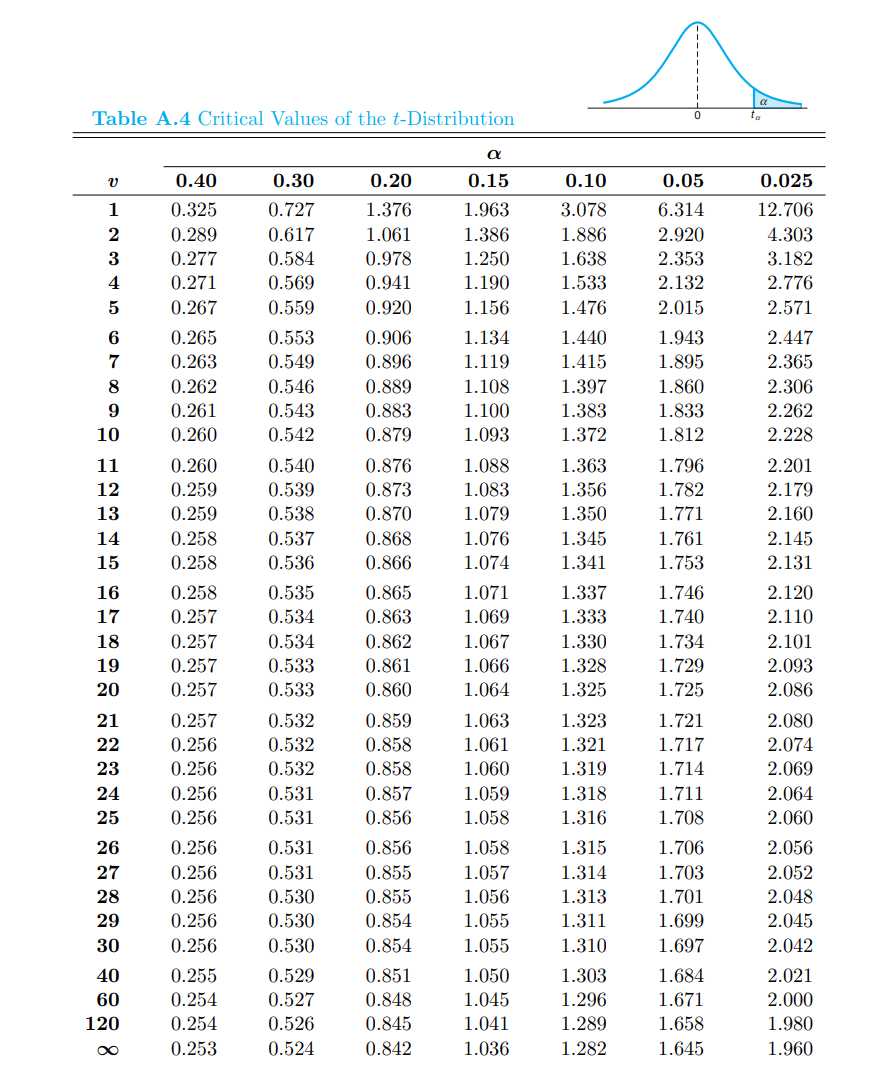 α
0
tα
Table A.4 Critical Values of the t-Distribution
α
v 0.40 0.30 0.20 0.15 0.10 0.05 0.025
1 0.325 0.727 1.376 1.963 3.078 6.314 12.706
2 0.289 0.617 1.061 1.386 1.886 2.920 4.303
3 0.277 0.584 0.978 1.250 1.638 2.353 3.182
4 0.271 0.569 0.941 1.190 1.533 2.132 2.776
5 0.267 0.559 0.920 1.156 1.476 2.015 2.571
6 0.265 0.553 0.906 1.134 1.440 1.943 2.447
7 0.263 0.549 0.896 1.119 1.415 1.895 2.365
8 0.262 0.546 0.889 1.108 1.397 1.860 2.306
9 0.261 0.543 0.883 1.100 1.383 1.833 2.262
10 0.260 0.542 0.879 1.093 1.372 1.812 2.228
11 0.260 0.540 0.876 1.088 1.363 1.796 2.201
12 0.259 0.539 0.873 1.083 1.356 1.782 2.179
13 0.259 0.538 0.870 1.079 1.350 1.771 2.160
14 0.258 0.537 0.868 1.076 1.345 1.761 2.145
15 0.258 0.536 0.866 1.074 1.341 1.753 2.131
16 0.258 0.535 0.865 1.071 1.337 1.746 2.120
17 0.257 0.534 0.863 1.069 1.333 1.740 2.110
18 0.257 0.534 0.862 1.067 1.330 1.734 2.101
19 0.257 0.533 0.861 1.066 1.328 1.729 2.093
20 0.257 0.533 0.860 1.064 1.325 1.725 2.086
21 0.257 0.532 0.859 1.063 1.323 1.721 2.080
22 0.256 0.532 0.858 1.061 1.321 1.717 2.074
23 0.256 0.532 0.858 1.060 1.319 1.714 2.069
24 0.256 0.531 0.857 1.059 1.318 1.711 2.064
25 0.256 0.531 0.856 1.058 1.316 1.708 2.060
26 0.256 0.531 0.856 1.058 1.315 1.706 2.056
27 0.256 0.531 0.855 1.057 1.314 1.703 2.052
28 0.256 0.530 0.855 1.056 1.313 1.701 2.048
29 0.256 0.530 0.854 1.055 1.311 1.699 2.045
30 0.256 0.530 0.854 1.055 1.310 1.697 2.042
40 0.255 0.529 0.851 1.050 1.303 1.684 2.021
60 0.254 0.527 0.848 1.045 1.296 1.671 2.000
120 0.254 0.526 0.845 1.041 1.289 1.658 1.980
∞ 0.253 0.524 0.842 1.036 1.282 1.645 1.960